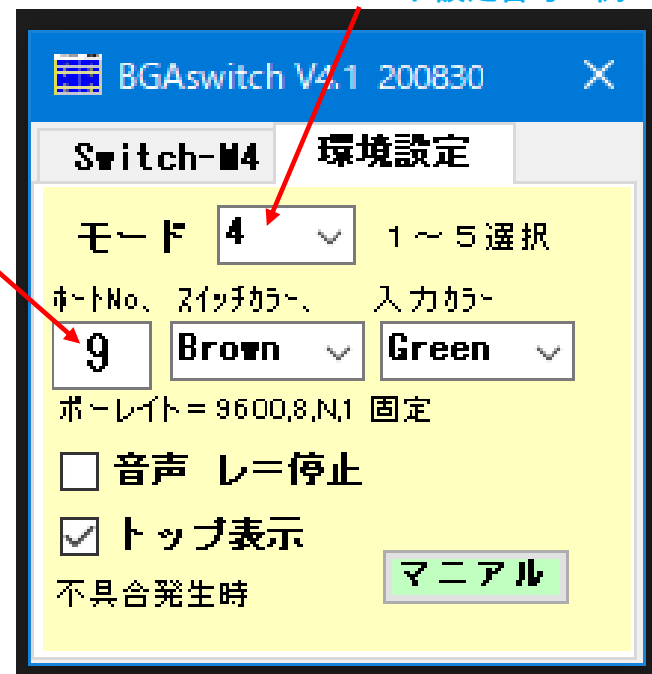 BGAswitch V4.1 200830
Switch-M4 環境設定
モード 4 1～5選択
ﾎﾟｰﾄNo、 ｽｲｯﾁｶﾗｰ、 入力ｶﾗｰ
9 Brown Green
ボーレイト＝9600,8,N,1 固定
音声 レ＝停止
トップ表示
不具合発生時 マニアル